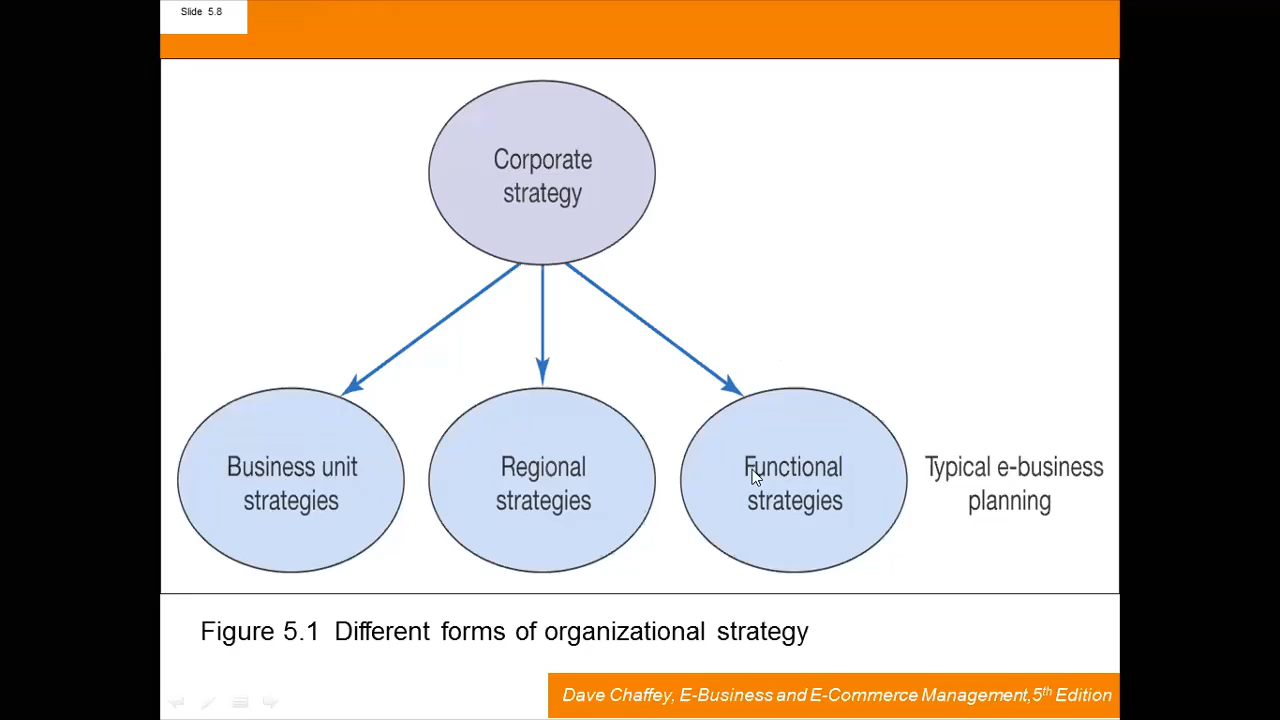 Slide 5.8
Corporate
strategy
Business unit
strategies
Regional
strategies
Functional
strategies
Typical e-business
planning
Figure 5.1 Different forms of organizational strategy
Dave Chaffey, E-Business and E-Commerce Management,5th Edition